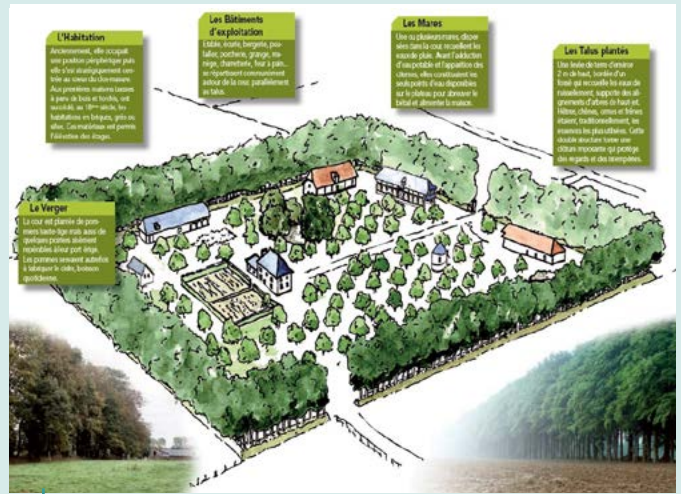 L'Habitation
Anciennement, elle occupait
une position périphérique puis
elle s'est stratégiquement cen-
trée au sœur du clos-masure.
Aux premières maisons basses
à pans de bois et torchis, ont
succédé, au 18ème siècle, les
habitations en briques, grès ou
silex. Ces matériaux ont permis
l'élévation des étages.
Les Bâtiments
d'exploitation
Etable, écurie, bergerie, pou-
lailler, porcherie, grange, ma-
nège, charretterie, four à pain...
se répartissent communément
autour de la cour, parallèlement
au talus.
Les Mares
Une ou plusieurs mares, disper-
sées dans la cour, recueillent les
eaux de pluie. Avant l'adduction
d'eau potable et l'apparition des
citernes, elles constituaient les
seuls points d'eau disponibles
sur le plateau pour abreuver le
bétail et alimenter la maison.
Les Talus plantés
Une levée de terre d'environ
2 m de haut, bordée d'un
fossé qui recueille les eaux de
ruissellement, supporte des ali-
gnements d'arbres de haut jet.
Hêtres, chênes, ormes et frênes
étaient, traditionnellement, les
essences les plus utilisées. Cette
double structure forme une
clôture imposante qui protège
des regards et des intempéries.
Le Verger
La cour est plantée de pom-
miers haute-tige mais aussi de
quelques poiriers aisément
repérables à leur port érigé.
Les pommes servaient autrefois
à fabriquer le cidre, boisson
quotidienne.